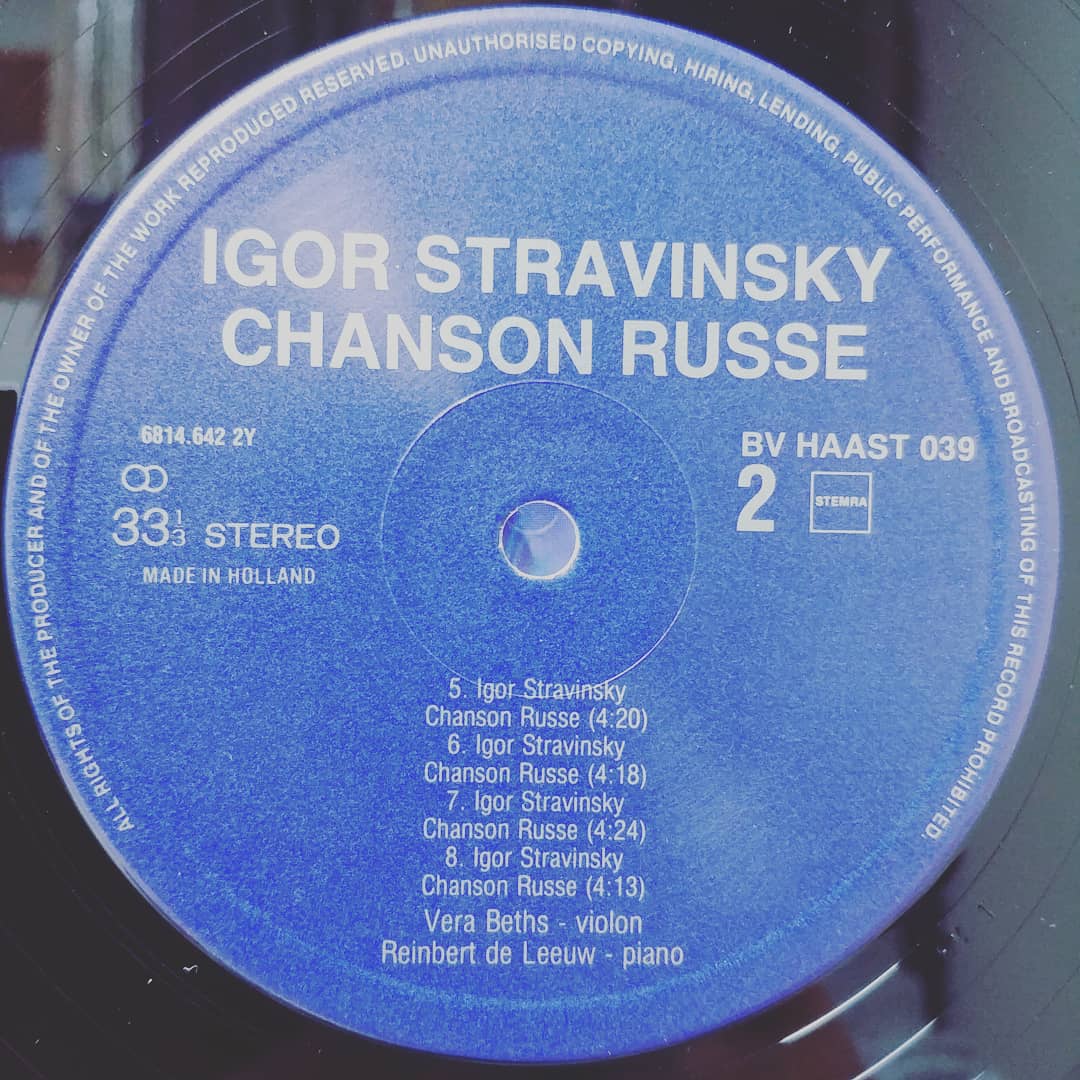 ALL RIGHTS OF THE PRODUCER AND OF THE OWNER OF THE WORK REPRODUCED RESERVED. UNAUTHORISED COPYING, HIRING, LENDING, PUBLIC PERFORMANCE AND BROADCASTING OF THIS RECORD PROHIBITED.
IGOR STRAVINSKY
CHANSON RUSSE
6814.642 2Y
33 1/3 STEREO
MADE IN HOLLAND
BV HAAST 039
2 STEMRA
5. Igor Stravinsky
Chanson Russe (4:20)
6. Igor Stravinsky
Chanson Russe (4:18)
7. Igor Stravinsky
Chanson Russe (4:24)
8. Igor Stravinsky
Chanson Russe (4:13)
Vera Beths - violon
Reinbert de Leeuw - piano